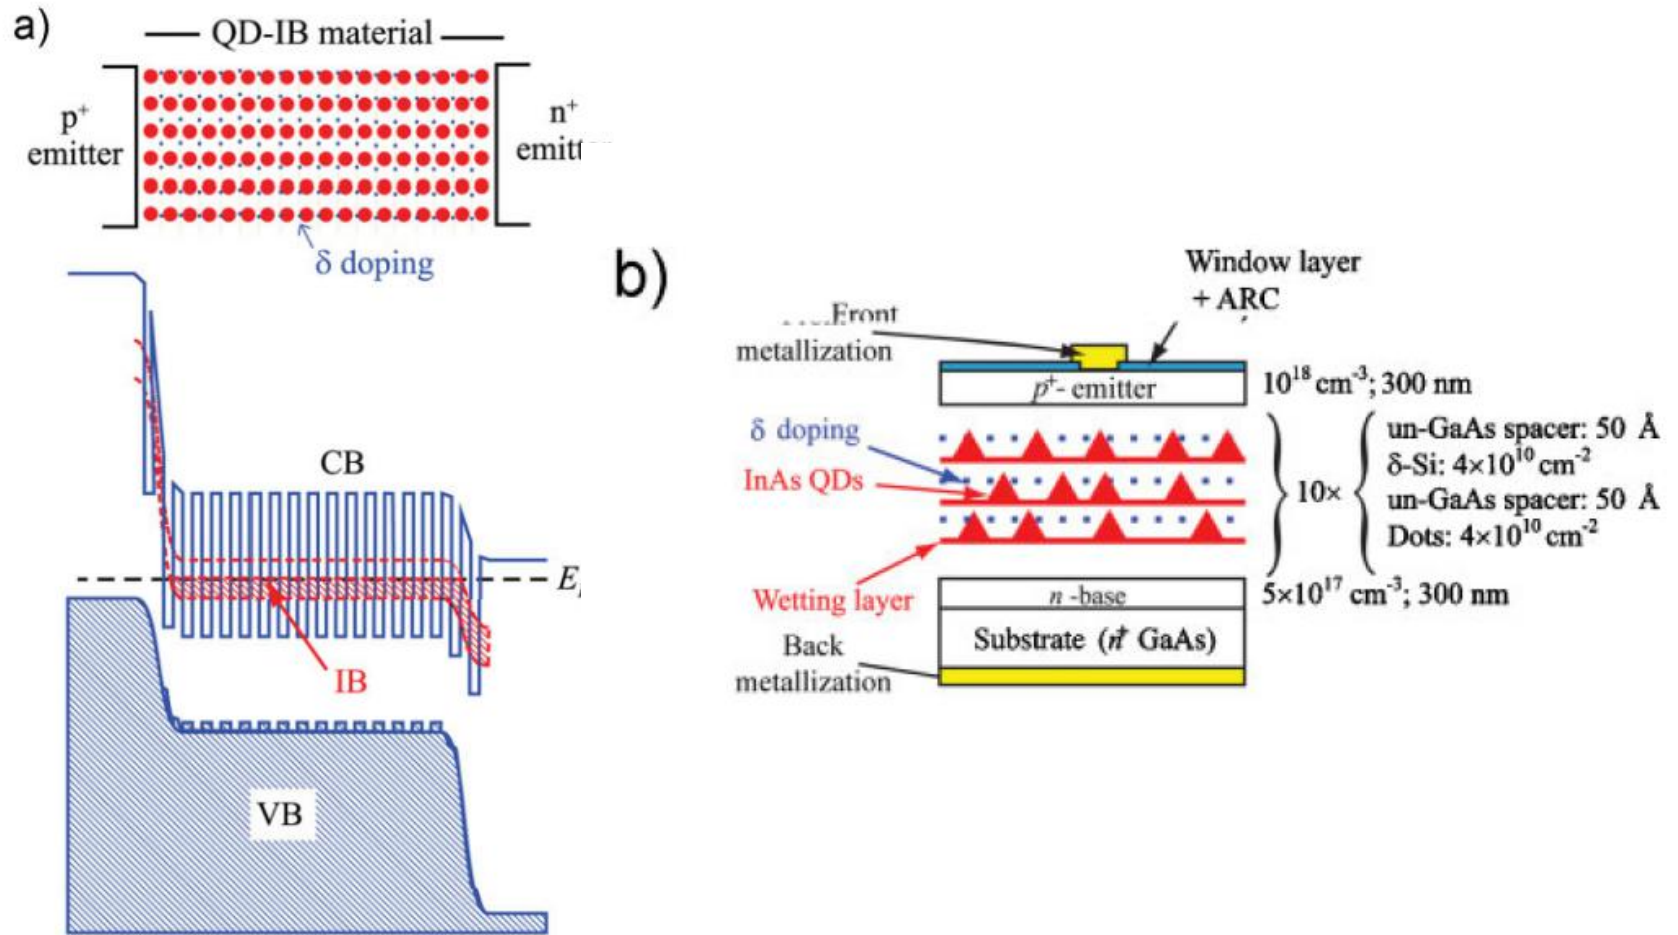 a)
QD-IB material
p⁺
emitter
n⁺
emitt
δ doping
CB
IB
VB
b)
Window layer
+ ARC
Front
metallization
p⁺- emitter
10¹⁸ cm⁻³; 300 nm
δ doping
InAs QDs
10×
un-GaAs spacer: 50 Å
δ-Si: 4×10¹⁰ cm⁻²
un-GaAs spacer: 50 Å
Dots: 4×10¹⁰ cm⁻²
Wetting layer
n -base
5×10¹⁷ cm⁻³; 300 nm
Substrate (n⁺ GaAs)
Back
metallization